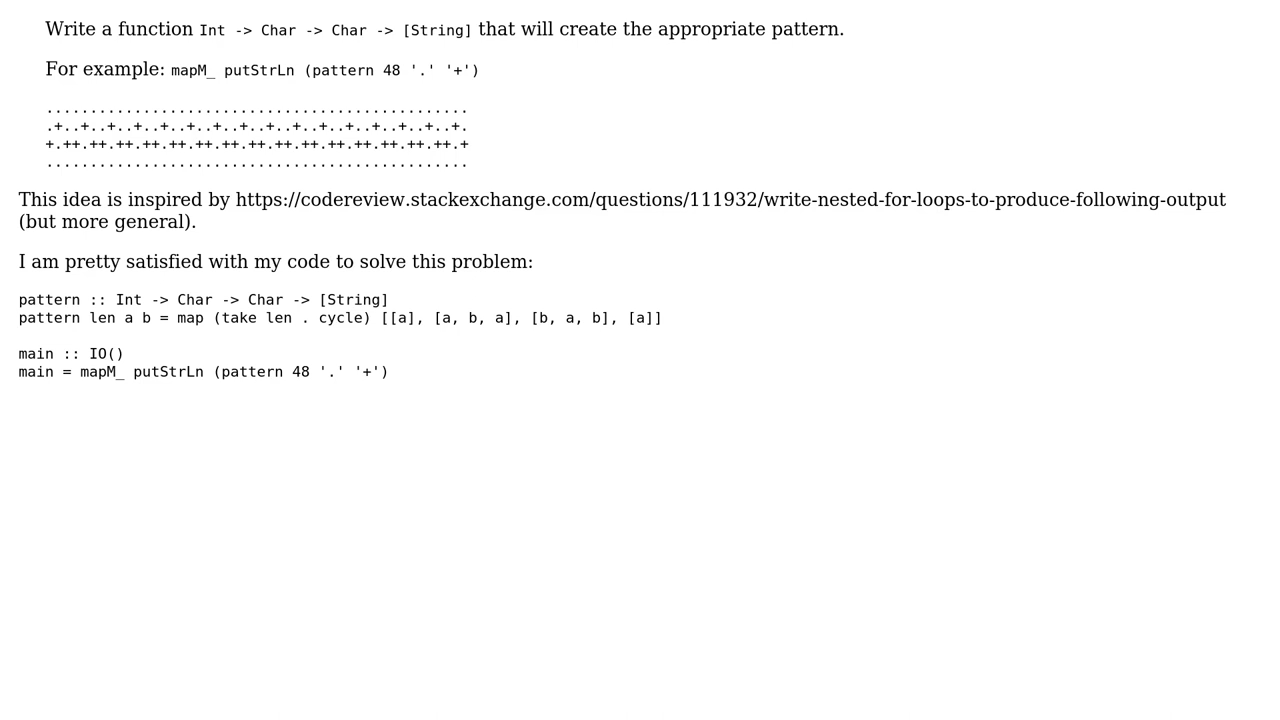 Write a function Int -> Char -> Char -> [String] that will create the appropriate pattern.
For example: mapM_ putStrLn (pattern 48 '.' '+')
................................................
.+..+..+..+..+..+..+..+..+..+..+..+..+..+..+..+.
+.++.++.++.++.++.++.++.++.++.++.++.++.++.++.++.+
................................................
This idea is inspired by https://codereview.stackexchange.com/questions/111932/write-nested-for-loops-to-produce-following-output
(but more general).
I am pretty satisfied with my code to solve this problem:
pattern :: Int -> Char -> Char -> [String]
pattern len a b = map (take len . cycle) [[a], [a, b, a], [b, a, b], [a]]
main :: IO()
main = mapM_ putStrLn (pattern 48 '.' '+')